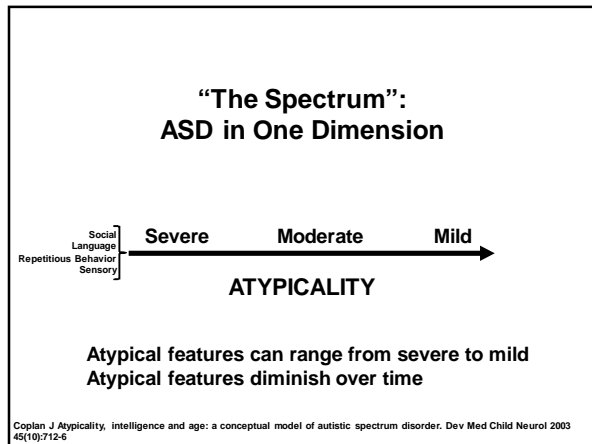 “The Spectrum”:
ASD in One Dimension
Social
Language
Repetitious Behavior
Sensory
Severe Moderate Mild
ATYPICALITY
Atypical features can range from severe to mild
Atypical features diminish over time
Coplan J Atypicality, intelligence and age: a conceptual model of autistic spectrum disorder. Dev Med Child Neurol 2003
45(10):712-6